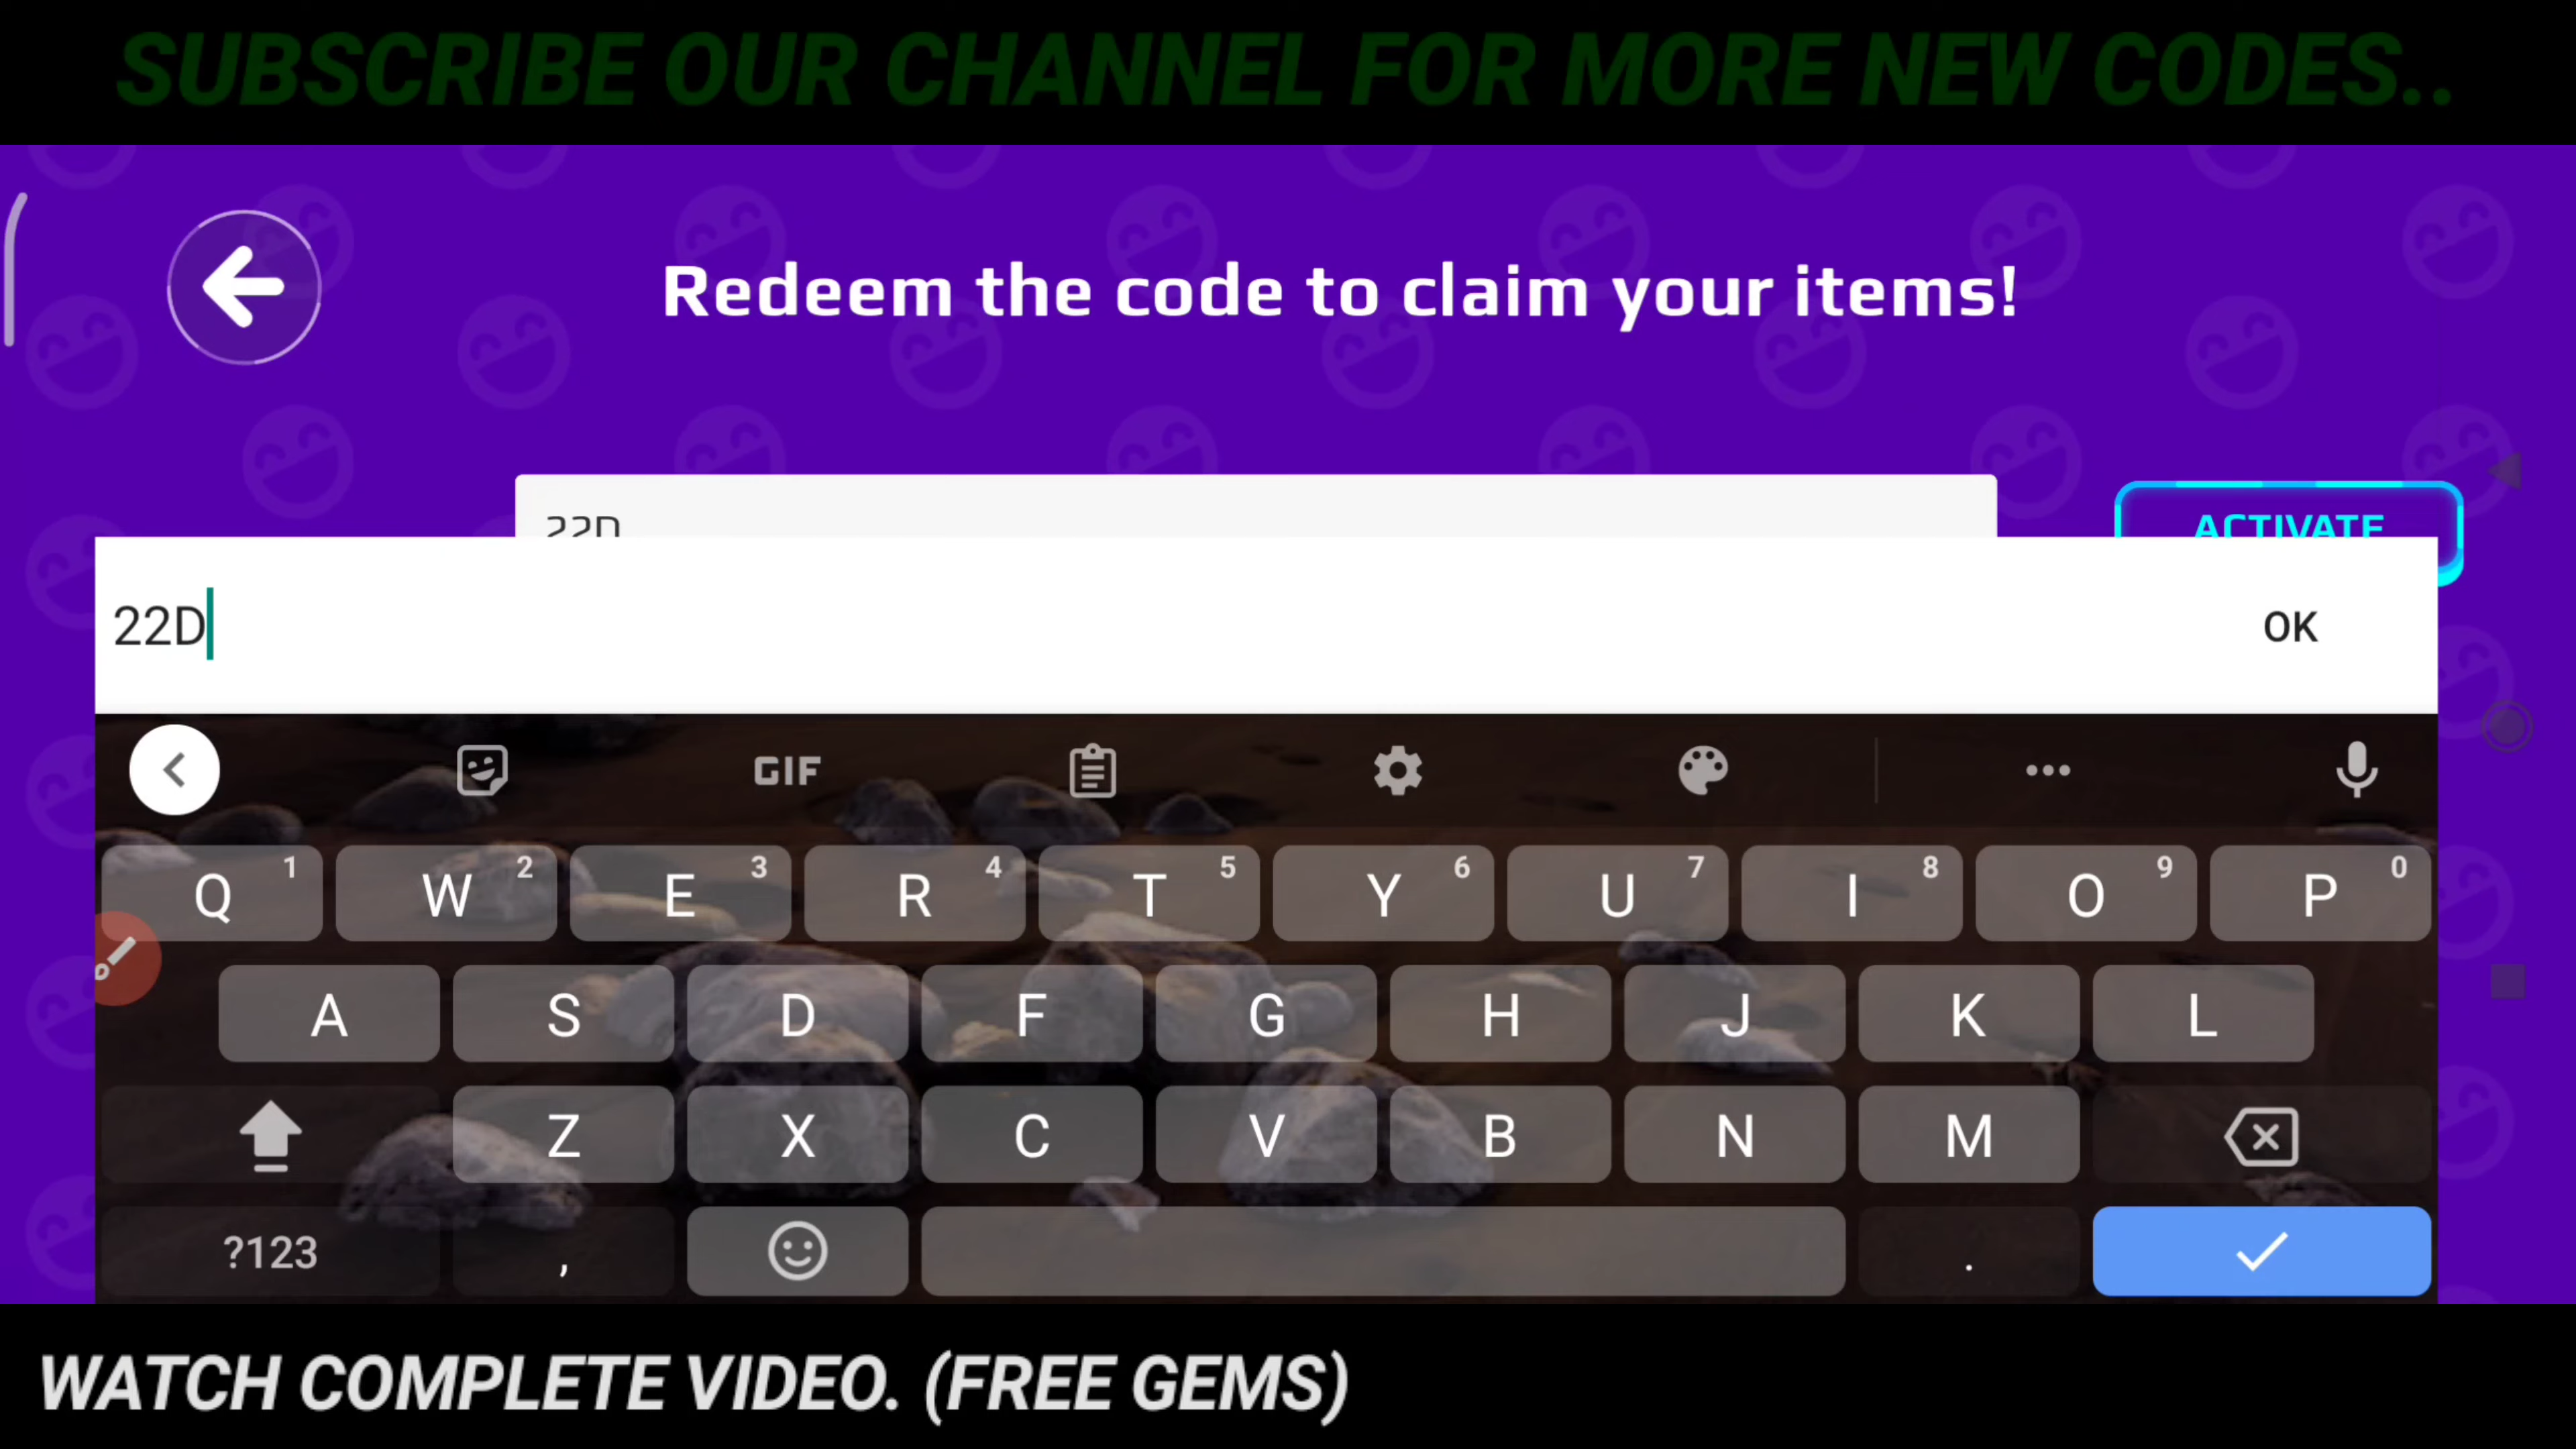 SUBSCRIBE OUR CHANNEL FOR MORE NEW CODES..
Redeem the code to claim your items!
22D
ACTIVATE
22D
OK
GIF
Q 1 W 2 E 3 R 4 T 5 Y 6 U 7 I 8 O 9 P 0
A S D F G H J K L
Z X C V B N M
?123 , .
WATCH COMPLETE VIDEO. (FREE GEMS)